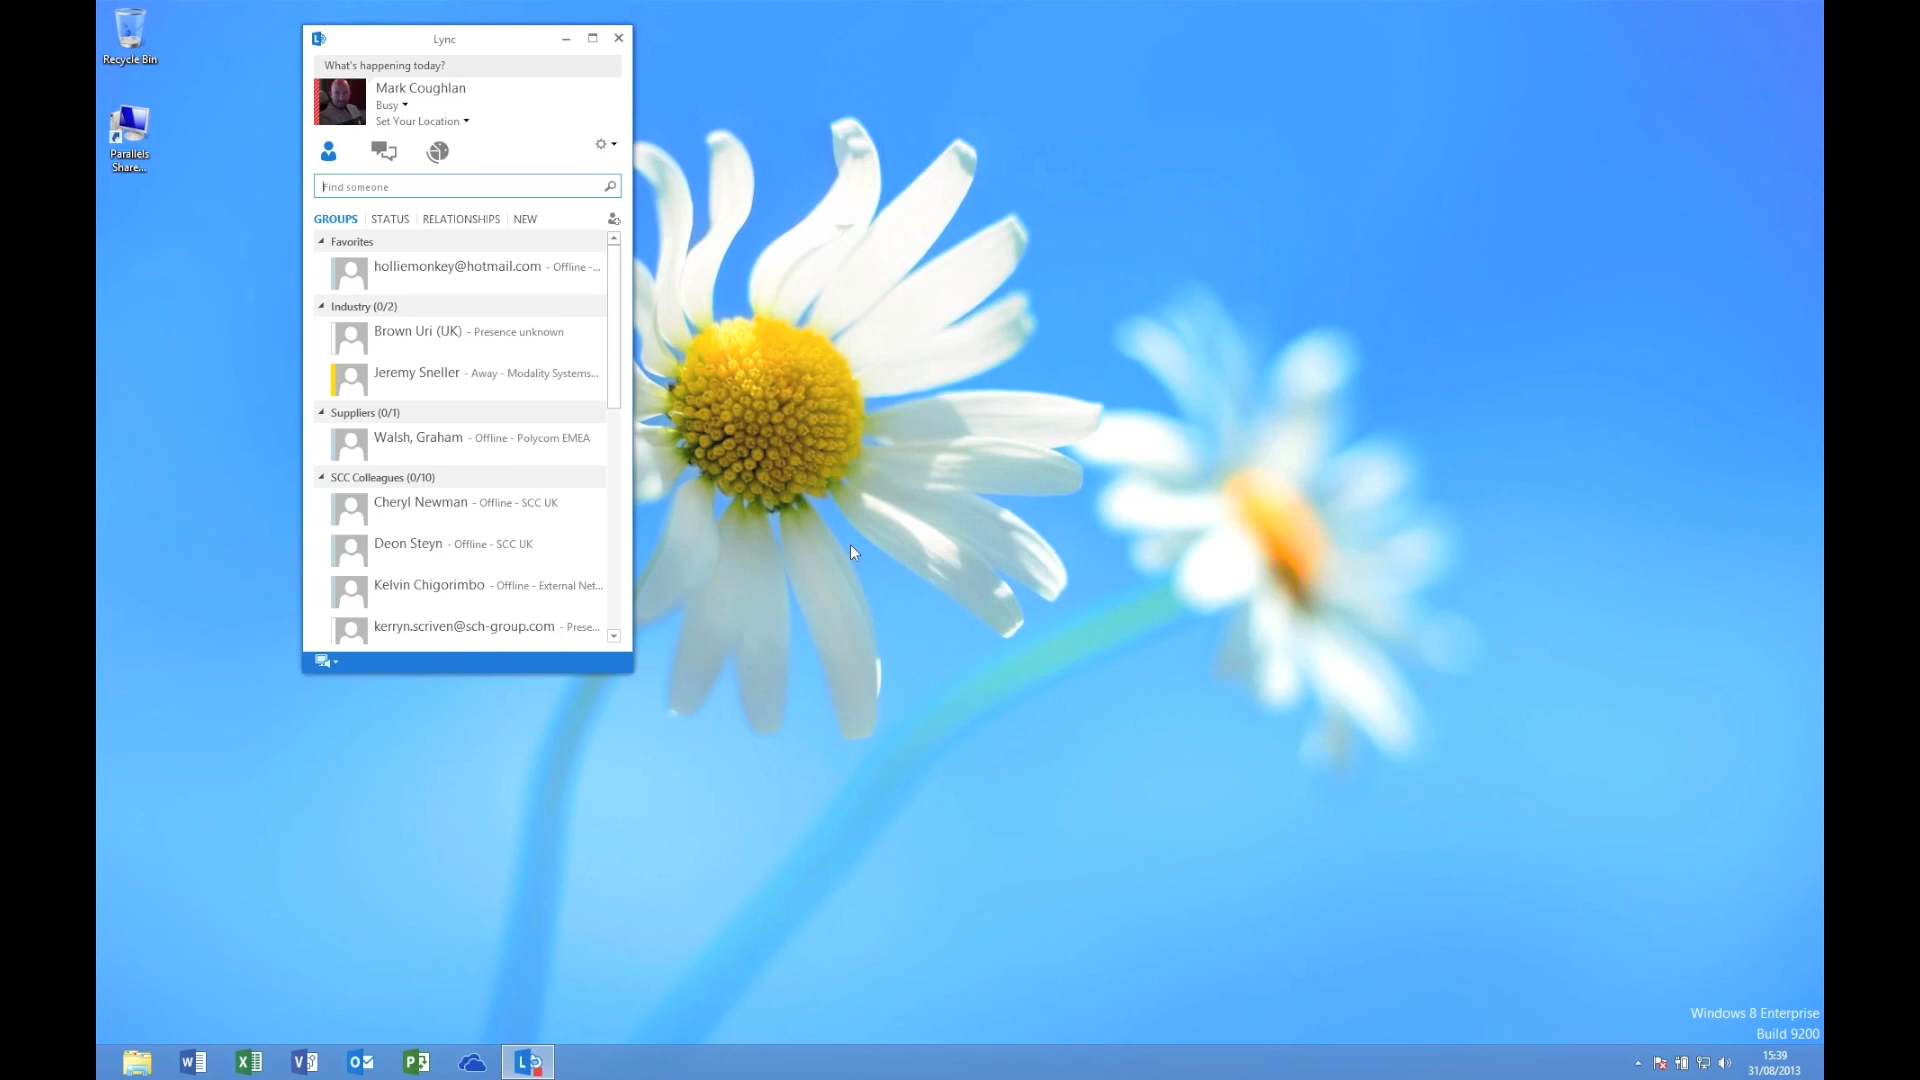 Recycle Bin
Parallels
Share...
Lync
What's happening today?
Mark Coughlan
Busy
Set Your Location
Find someone
GROUPS STATUS RELATIONSHIPS NEW
Favorites
holliemonkey@hotmail.com - Offline -...
Industry (0/2)
Brown Uri (UK) - Presence unknown
Jeremy Sneller - Away - Modality Systems...
Suppliers (0/1)
Walsh, Graham - Offline - Polycom EMEA
SCC Colleagues (0/10)
Cheryl Newman - Offline - SCC UK
Deon Steyn - Offline - SCC UK
Kelvin Chigorimbo - Offline - External Net...
kerryn.scriven@sch-group.com - Prese...
Windows 8 Enterprise
Build 9200
15:39
31/08/2013